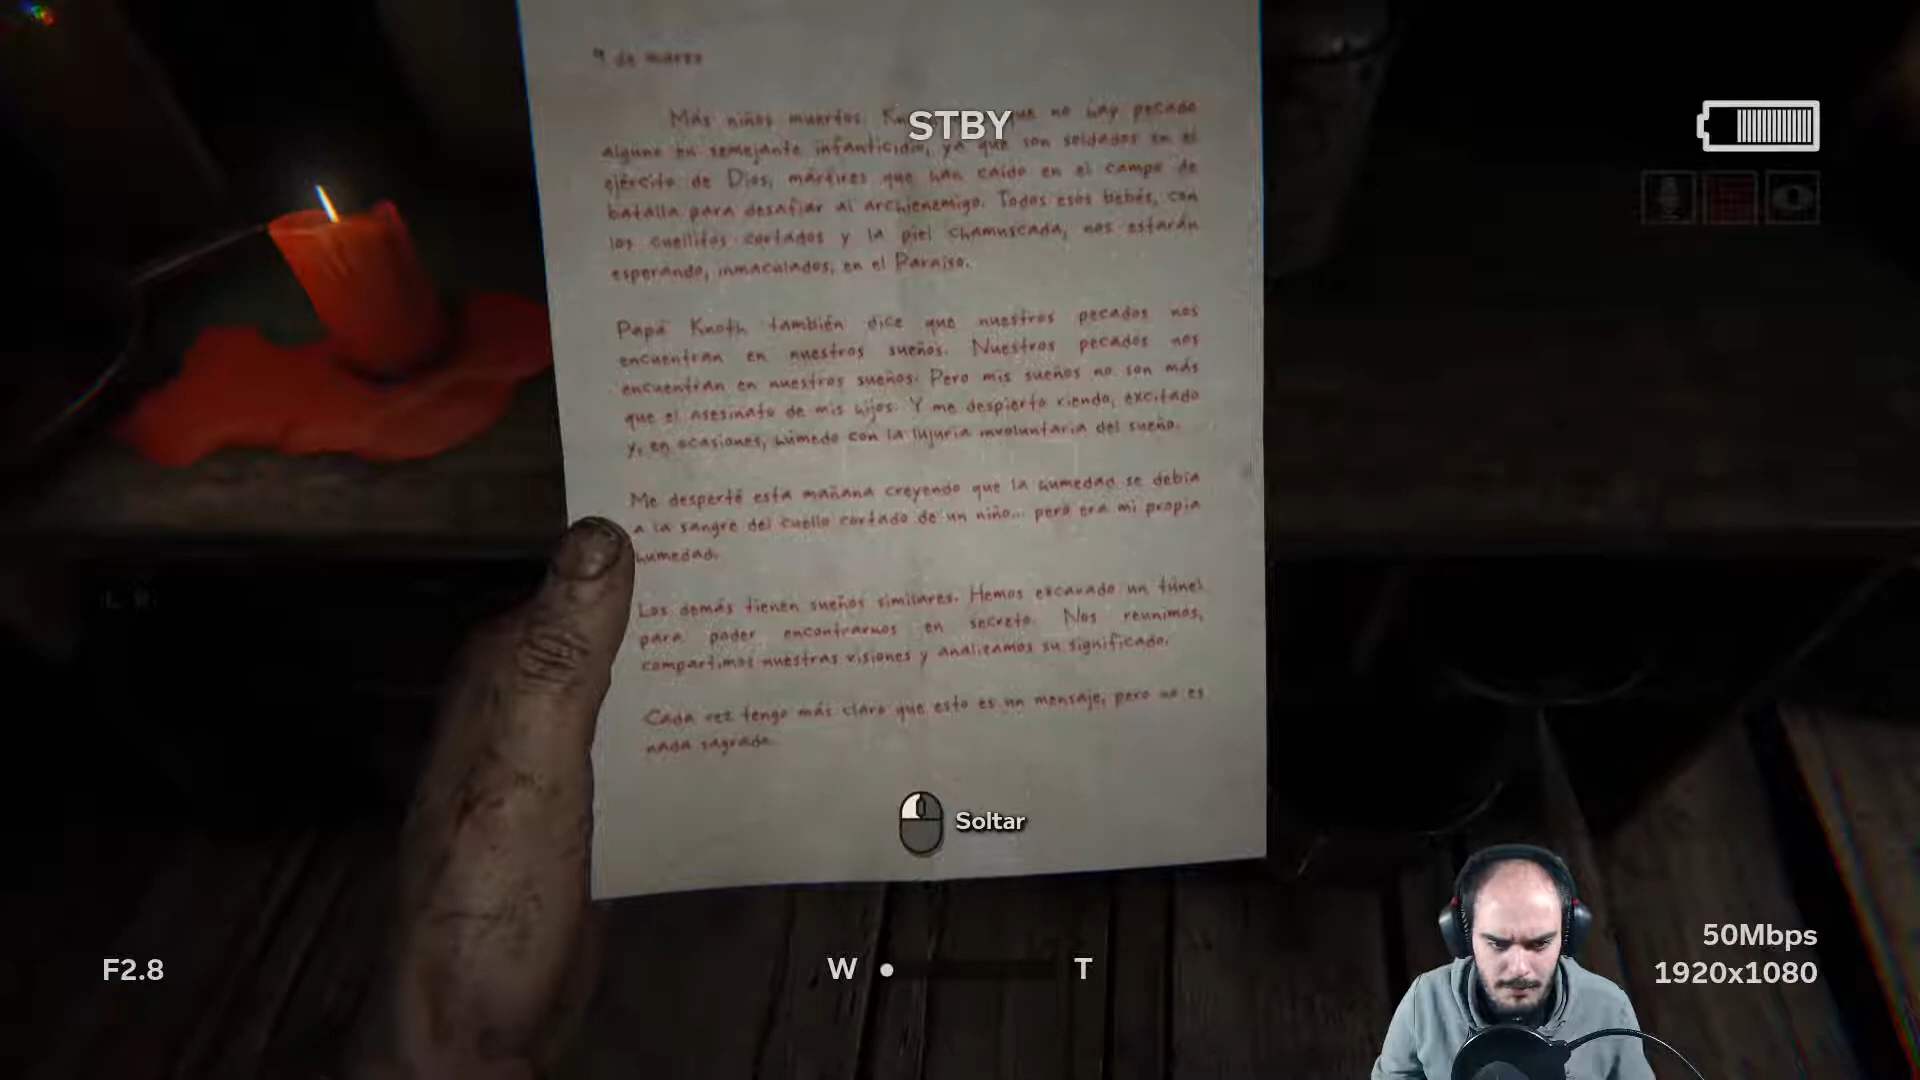 9 de marzo
STBY
Más niños muertos. que no hay pecado
alguno en semejante infanticidio, ya que son soldados en el
ejército de Dios, mártires que han caído en el campo de
batalla para desafiar al archienemigo. Todos esos bebés, con
los cuellitos cortados y la piel chamuscada, nos estarán
esperando, inmaculados, en el Paraíso.
Papá Knoth también dice que nuestros pecados nos
encuentran en nuestros sueños. Nuestros pecados nos
encuentran en nuestros sueños. Pero mis sueños no son más
que el asesinato de mis hijos. Y me despierto riendo, excitado
y, en ocasiones, húmedo con la lujuria involuntaria del sueño.
Me desperté esta mañana creyendo que la humedad se debía
a la sangre del cuello cortado de un niño... pero era mi propia
humedad.
Los demás tienen sueños similares. Hemos excavado un túnel
para poder encontrarnos en secreto. Nos reunimos,
compartimos nuestras visiones y analizamos su significado.
Cada vez tengo más claro que esto es un mensaje, pero no es
nada sagrado.
Soltar
F2.8
W
T
50Mbps
1920x1080